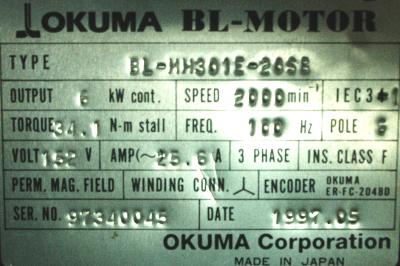 OKUMA BL-MOTOR
TYPE BL-MH301E-20SB
OUTPUT 6 kW cont. SPEED 2000 min⁻¹ IEC34-1
TORQUE 34.1 N-m stall FREQ. 100 Hz POLE 6
VOLT 152 V AMP(~25.6 A 3 PHASE INS. CLASS F
PERM. MAG. FIELD WINDING CONN. ENCODER OKUMA ER-FC-2048D
SER. NO. 97340045 DATE 1997.05
OKUMA Corporation
MADE IN JAPAN